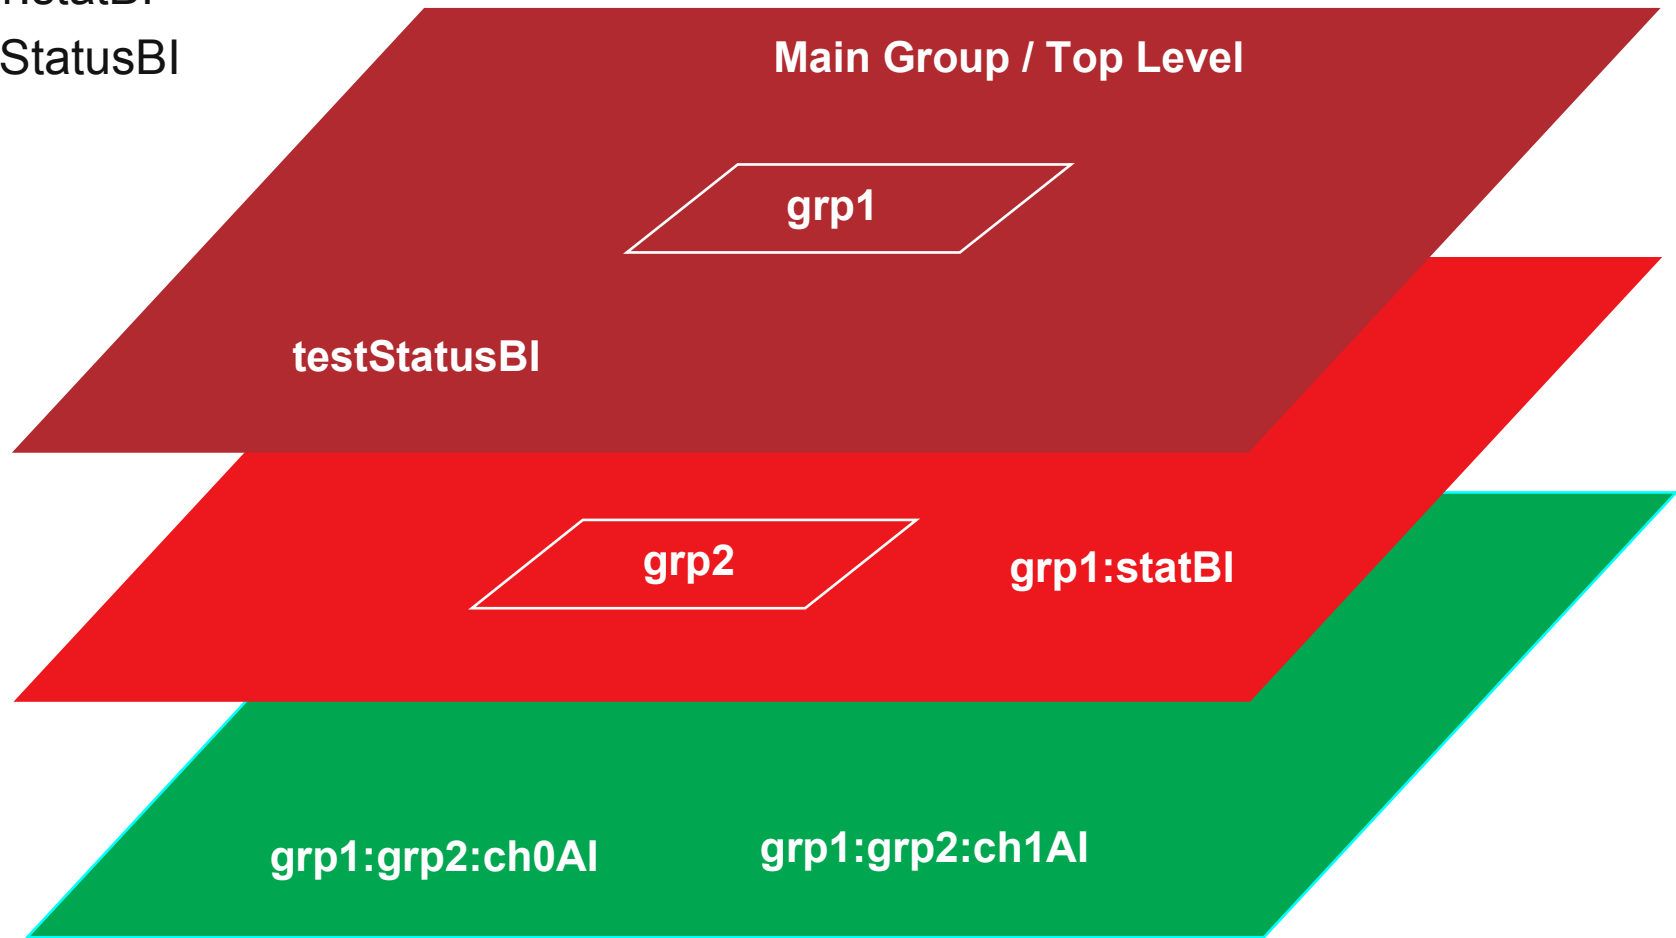 StatusBI
Main Group / Top Level
grp1
testStatusBI
grp2
grp1:statBI
grp1:grp2:ch0AI
grp1:grp2:ch1AI